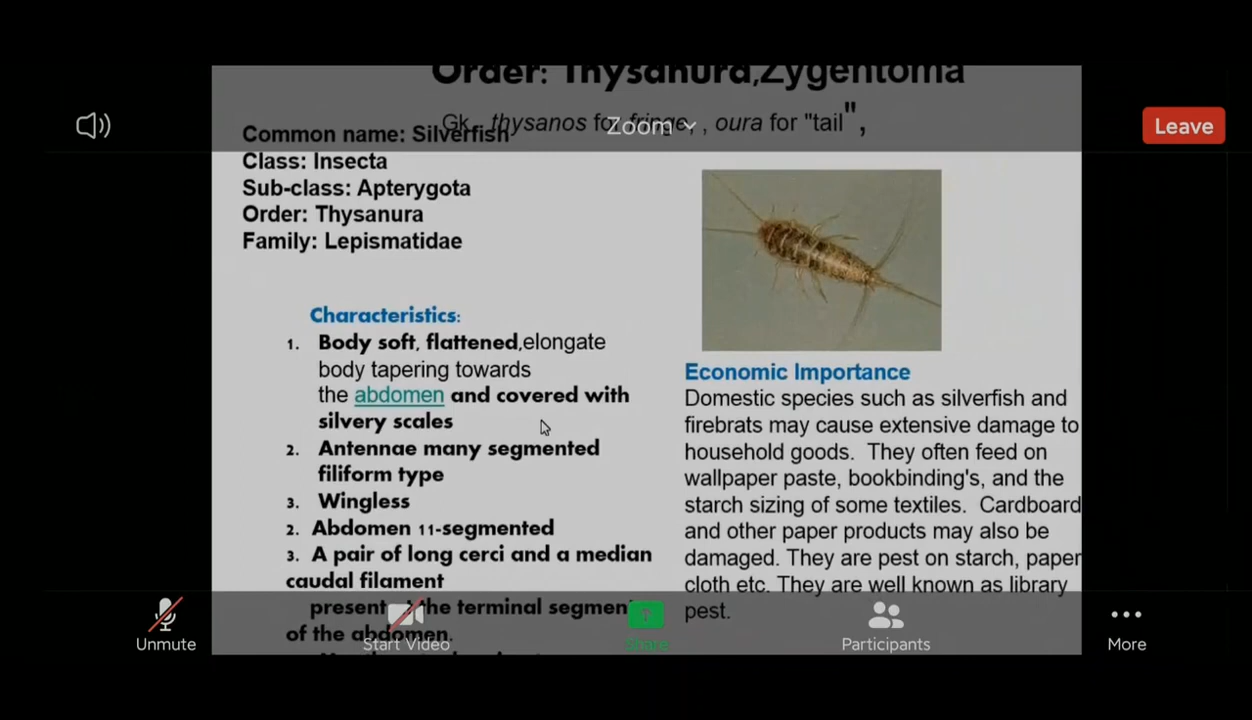 Order: Thysanura,Zygentoma
Gk., thysanos for fringe, , oura for "tail",
Zoom
Leave
Common name: Silverfish
Class: Insecta
Sub-class: Apterygota
Order: Thysanura
Family: Lepismatidae
Characteristics:
1. Body soft, flattened,elongate
body tapering towards
the abdomen and covered with
silvery scales
2. Antennae many segmented
filiform type
3. Wingless
2. Abdomen 11-segmented
3. A pair of long cerci and a median
caudal filament
present the terminal segment
of the abdomen.
Economic Importance
Domestic species such as silverfish and
firebrats may cause extensive damage to
household goods. They often feed on
wallpaper paste, bookbinding's, and the
starch sizing of some textiles. Cardboard
and other paper products may also be
damaged. They are pest on starch, paper
cloth etc. They are well known as library
pest.
Unmute
Start Video
Share
Participants
More